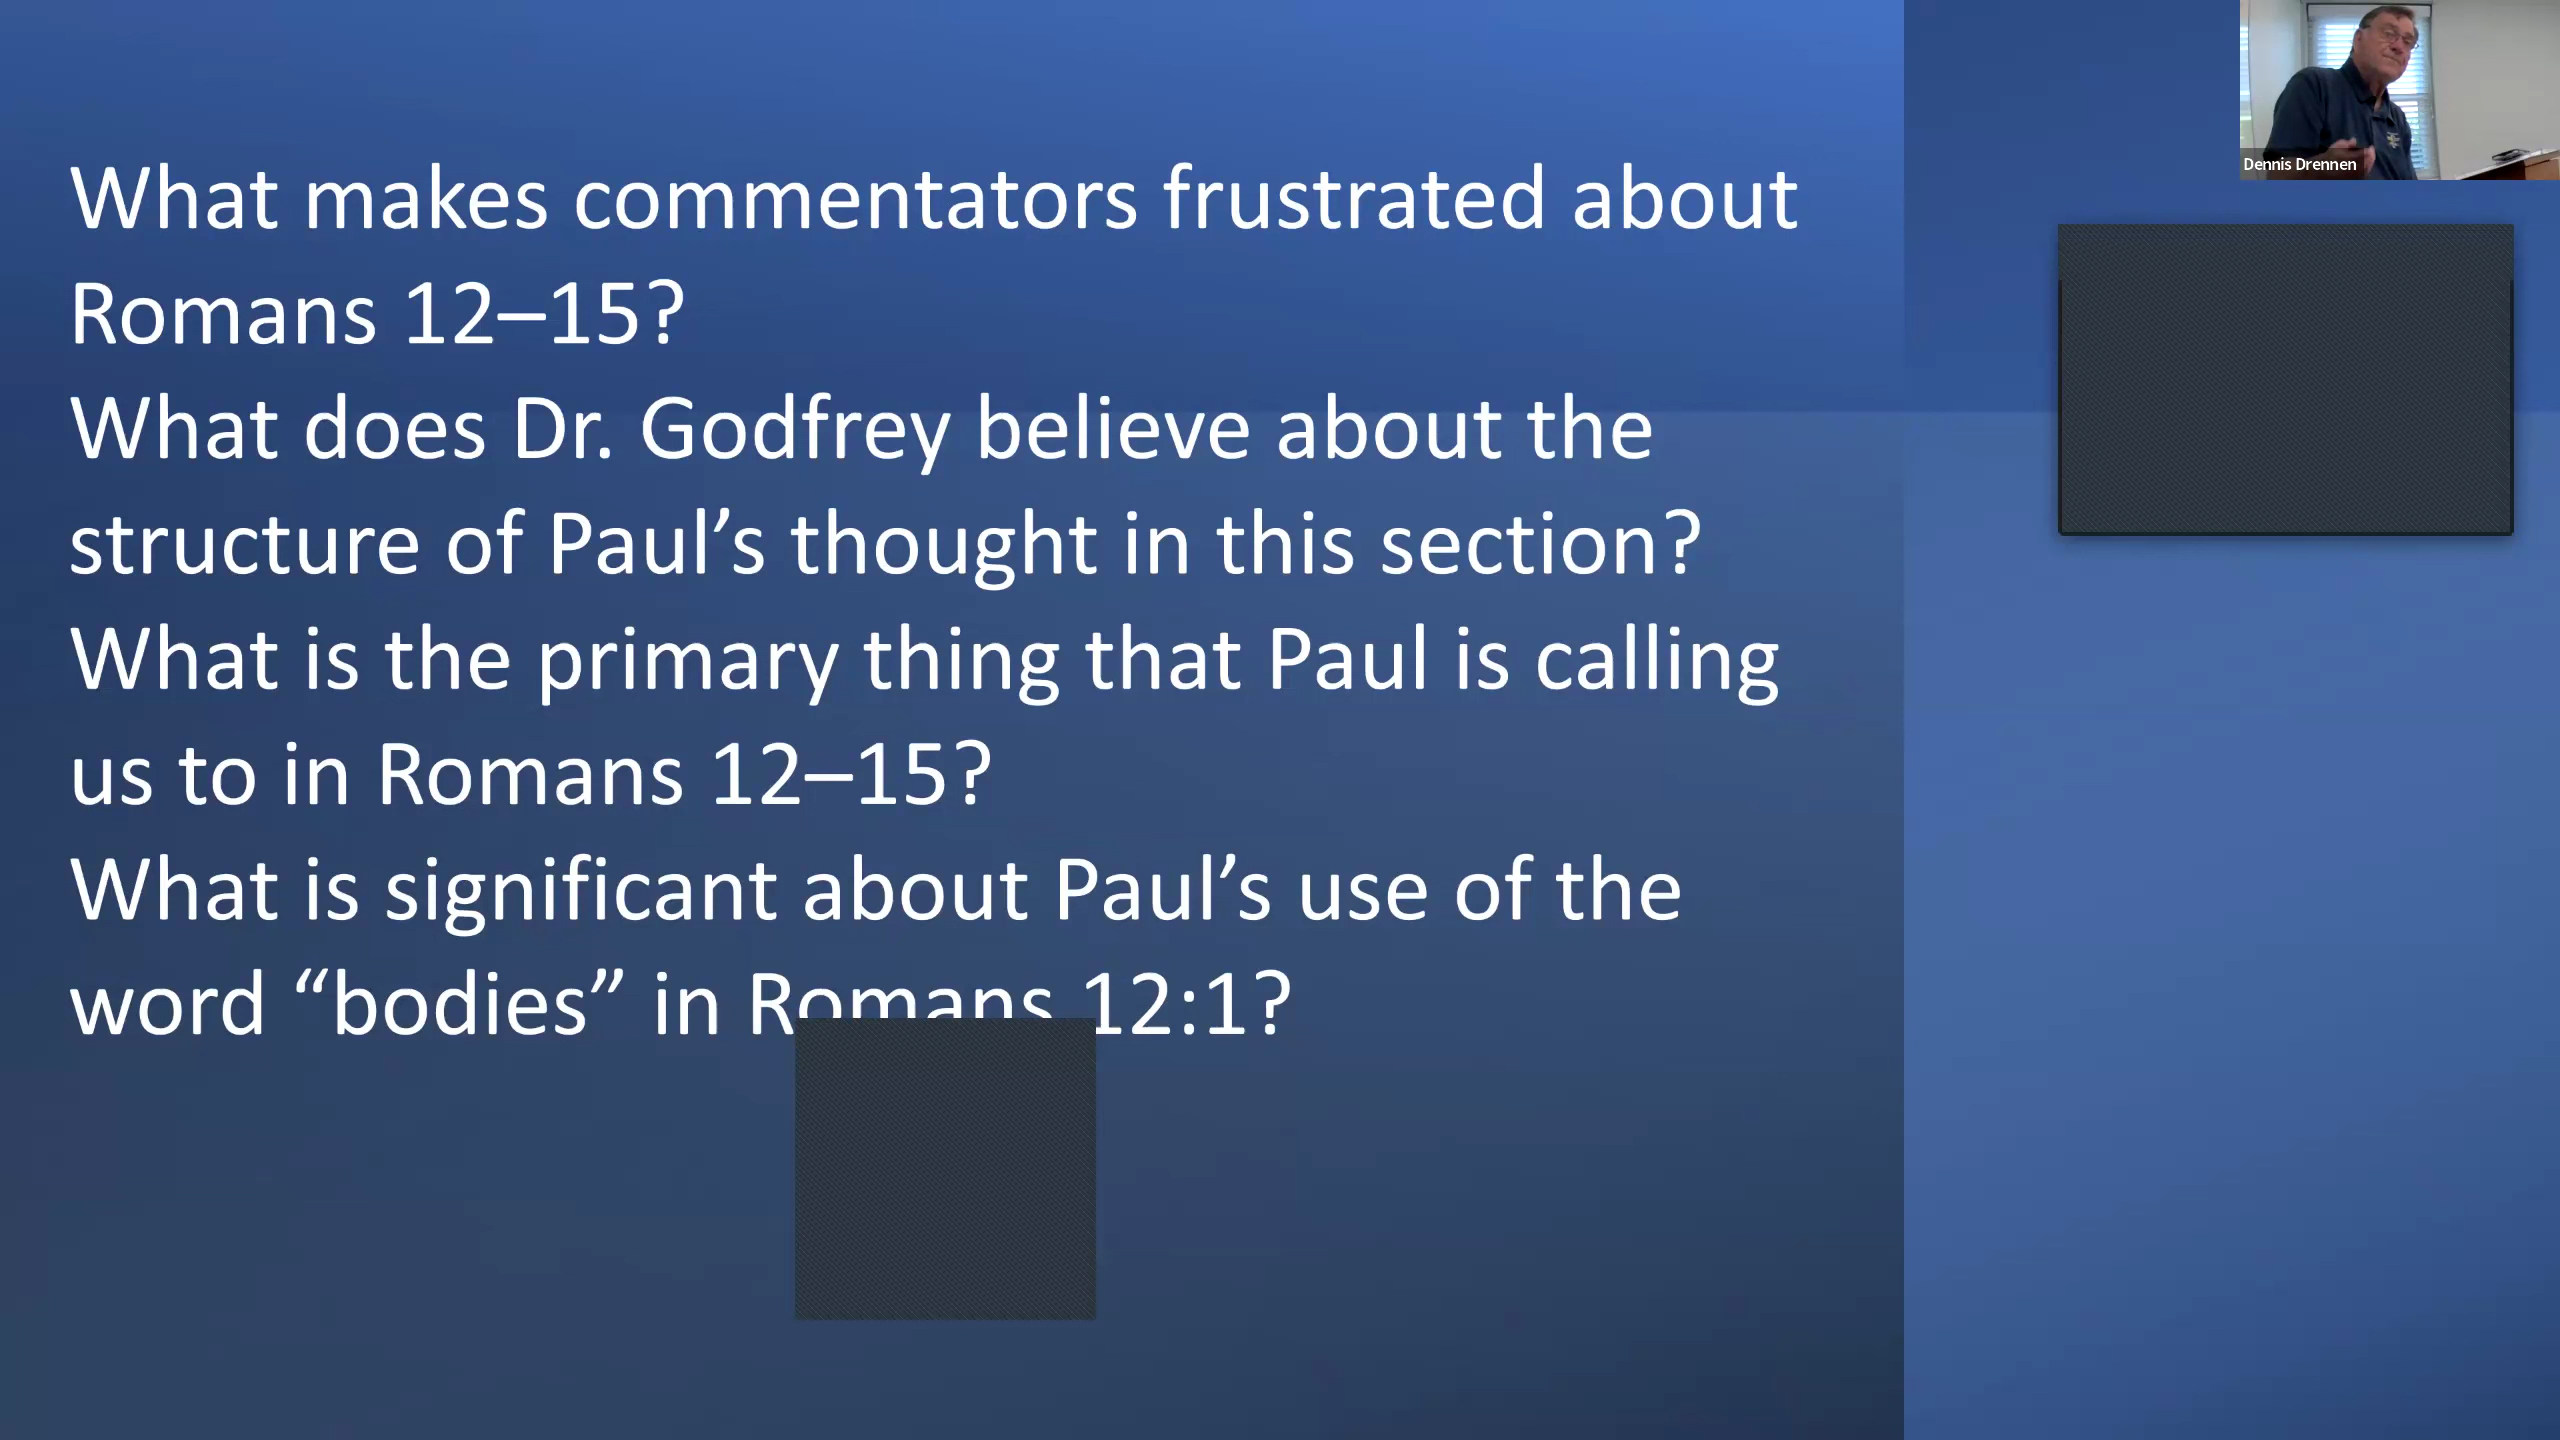 What makes commentators frustrated about
Romans 12–15?
What does Dr. Godfrey believe about the
structure of Paul’s thought in this section?
What is the primary thing that Paul is calling
us to in Romans 12–15?
What is significant about Paul’s use of the
word “bodies” in Romans 12:1?
Dennis Drennen